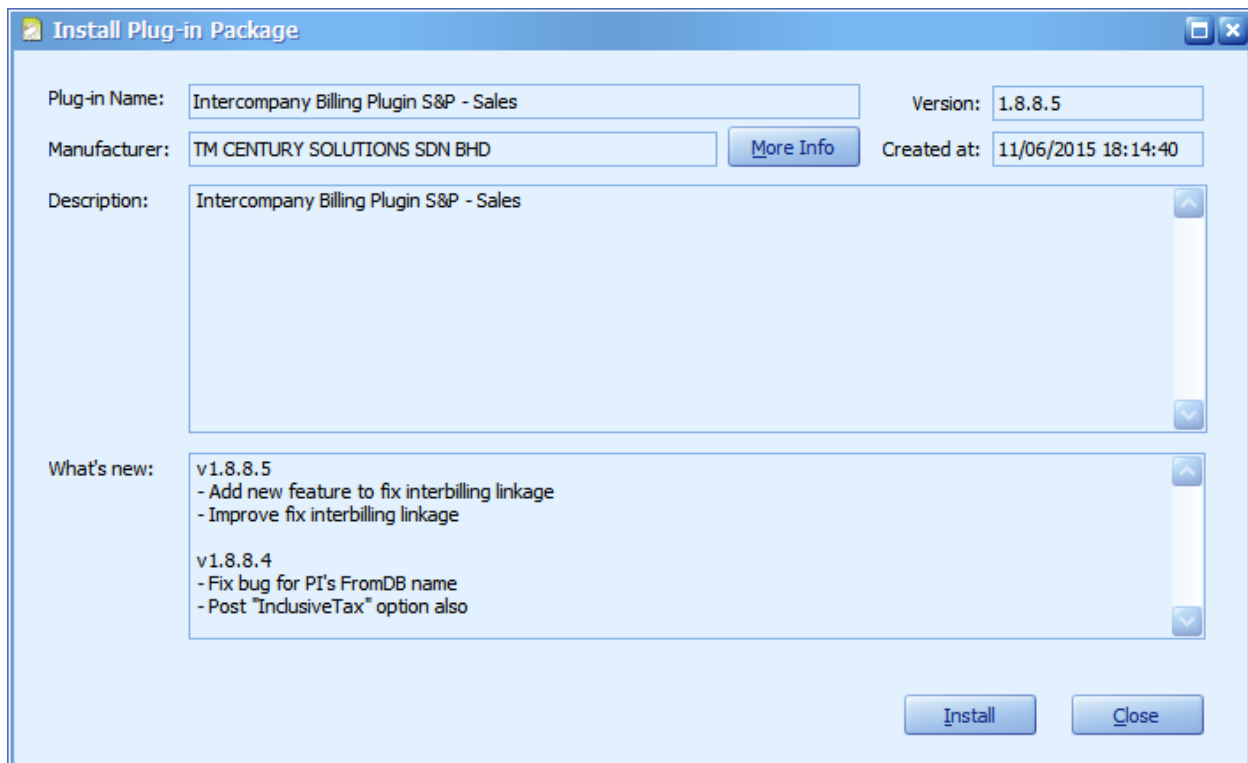 Install Plug-in Package
Plug-in Name: Intercompany Billing Plugin S&P - Sales Version: 1.8.8.5
Manufacturer: TM CENTURY SOLUTIONS SDN BHD More Info Created at: 11/06/2015 18:14:40
Description: Intercompany Billing Plugin S&P - Sales
What's new: v1.8.8.5
- Add new feature to fix interbilling linkage
- Improve fix interbilling linkage
v1.8.8.4
- Fix bug for PI's FromDB name
- Post "InclusiveTax" option also
Install Close